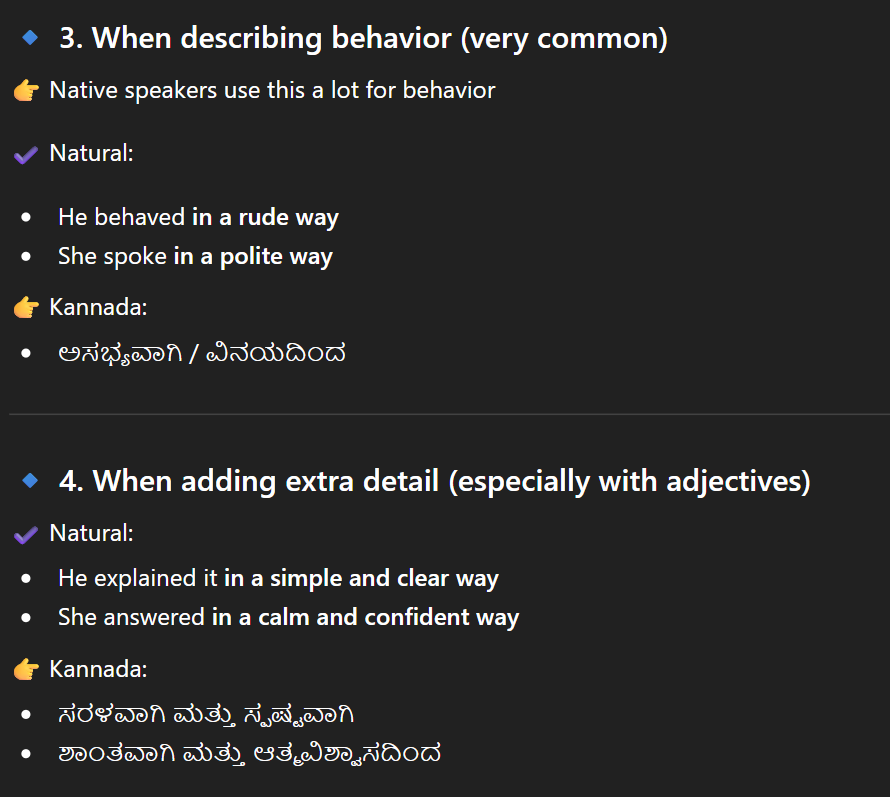 🔹 3. When describing behavior (very common)
👉 Native speakers use this a lot for behavior
✔ Natural:
• He behaved in a rude way
• She spoke in a polite way
👉 Kannada:
• ಅಸಭ್ಯವಾಗಿ / ವಿನಯದಿಂದ
🔹 4. When adding extra detail (especially with adjectives)
✔ Natural:
• He explained it in a simple and clear way
• She answered in a calm and confident way
👉 Kannada:
• ಸರಳವಾಗಿ ಮತ್ತು ಸ್ಪಷ್ಟವಾಗಿ
• ಶಾಂತವಾಗಿ ಮತ್ತು ಆತ್ಮವಿಶ್ವಾಸದಿಂದ